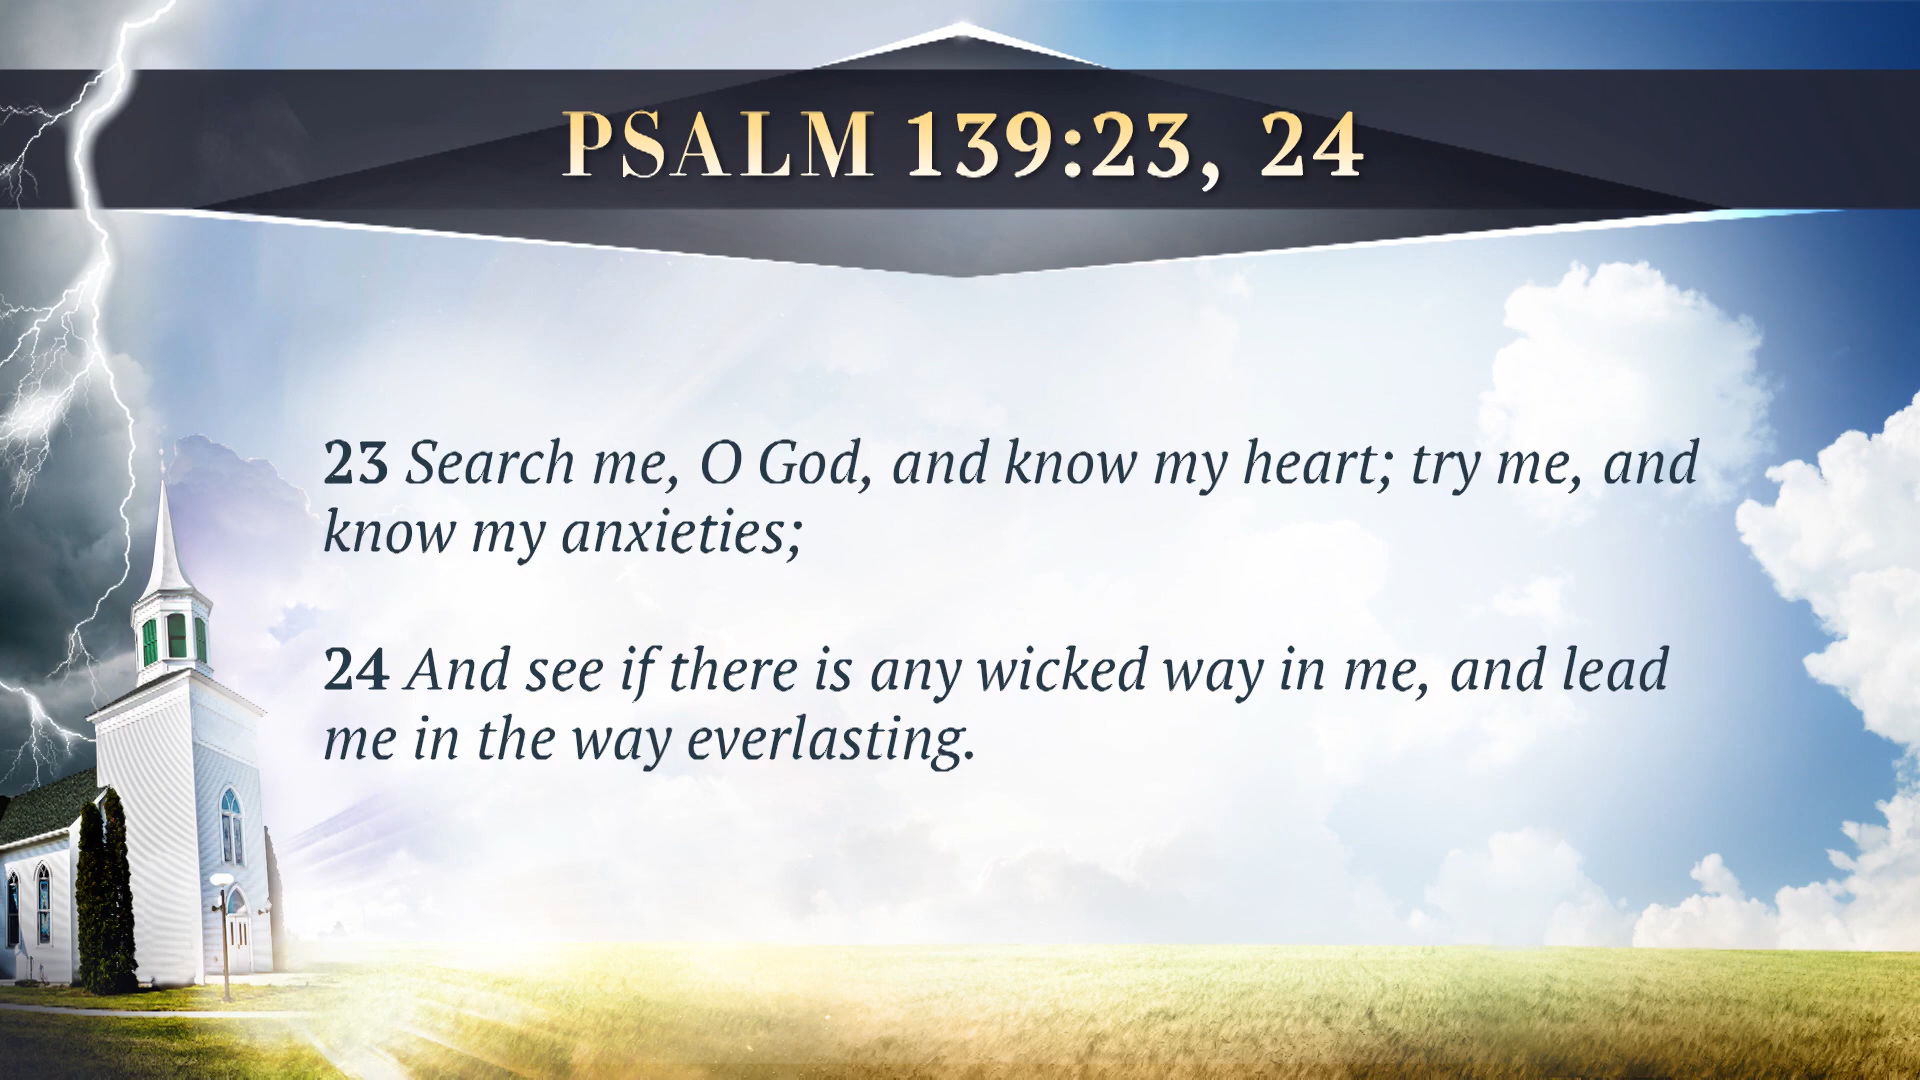 PSALM 139:23, 24
23 Search me, O God, and know my heart; try me, and
know my anxieties;
24 And see if there is any wicked way in me, and lead
me in the way everlasting.